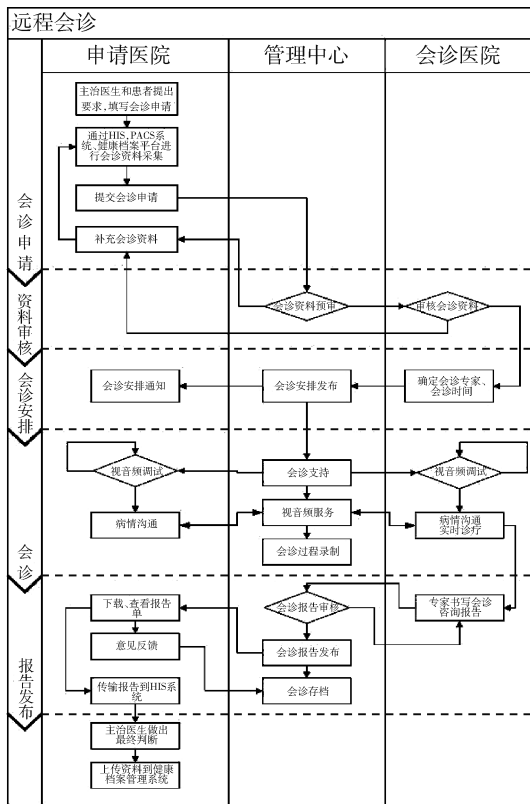 远程会诊
申请医院
管理中心
会诊医院
会诊申请
主治医生和患者提出
要求,填写会诊申请
通过HIS,PACS系
统、健康档案平台进
行会诊资料采集
提交会诊申请
补充会诊资料
资料审核
会诊资料预审
审核会诊资料
会诊安排
会诊安排通知
会诊安排发布
确定会诊专家、
会诊时间
会诊
视音频调试
会诊支持
视音频调试
病情沟通
视音频服务
病情沟通
实时诊疗
会诊过程录制
报告发布
下载、查看报告
单
会诊报告审核
专家书写会诊
咨询报告
意见反馈
会诊报告发布
传输报告到HIS系
统
会诊存档
主治医生做出
最终判断
上传资料到健康
档案管理系统